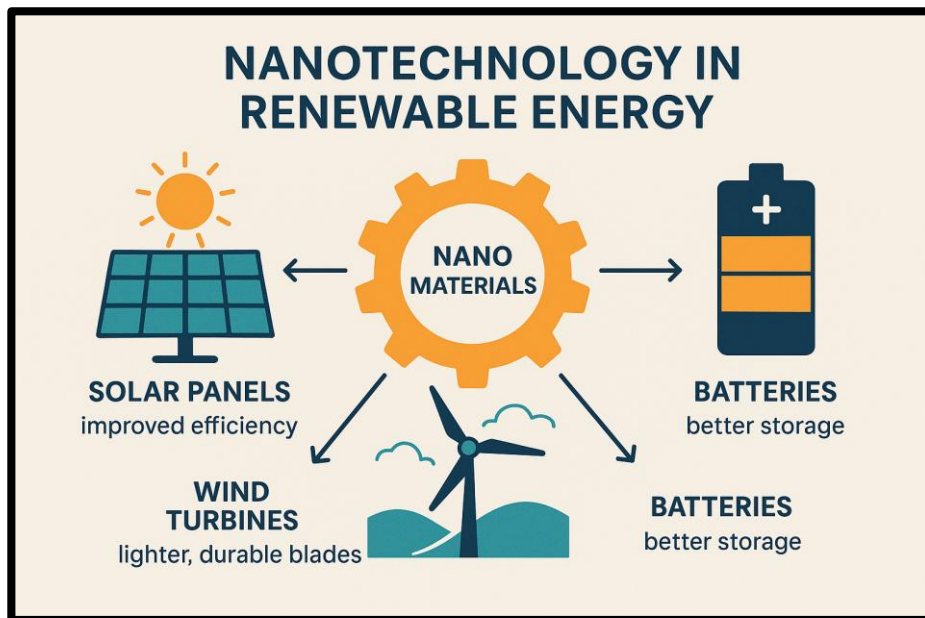 NANOTECHNOLOGY IN
RENEWABLE ENERGY
NANO
MATERIALS
SOLAR PANELS
improved efficiency
BATTERIES
better storage
WIND
TURBINES
lighter, durable blades
BATTERIES
better storage